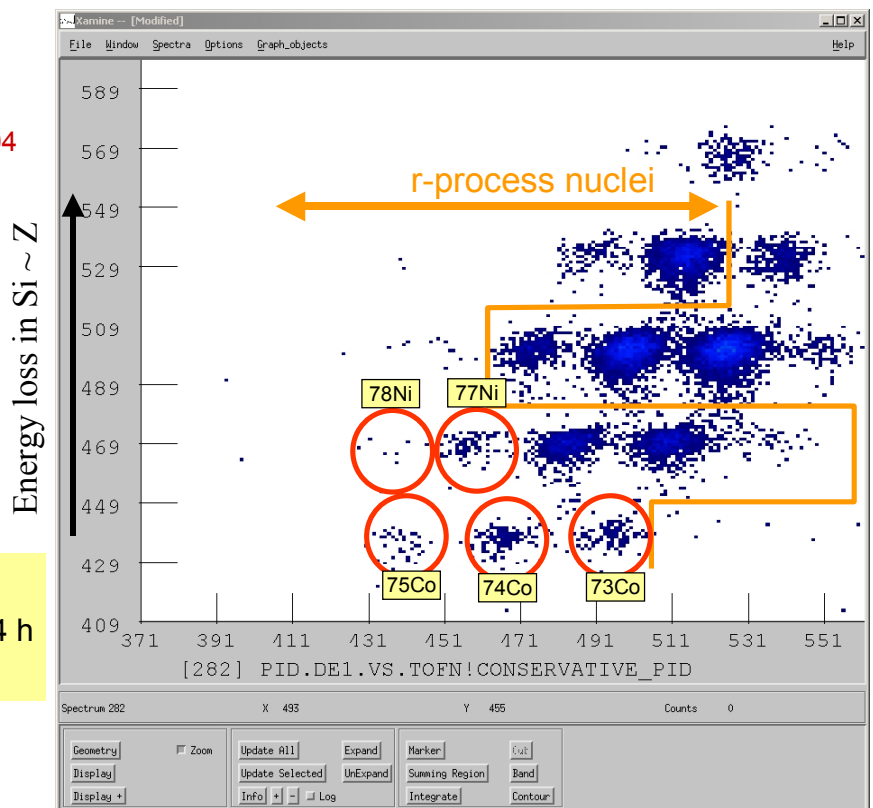 Xamine -- [Modified]
File Window Spectra Options Graph_objects Help
04
Energy loss in Si ~ Z
4 h
589
569
549
529
509
489
469
449
429
409
r-process nuclei
78Ni 77Ni
75Co 74Co 73Co
371 391 411 431 451 471 491 511 531 551
[282] PID.DE1.VS.TOFN!CONSERVATIVE_PID
Spectrum 282 X 493 Y 455 Counts 0
Geometry Zoom Update All Expand Marker Cut
Display Update Selected UnExpand Summing Region Band
Display + Info + - Log Integrate Contour